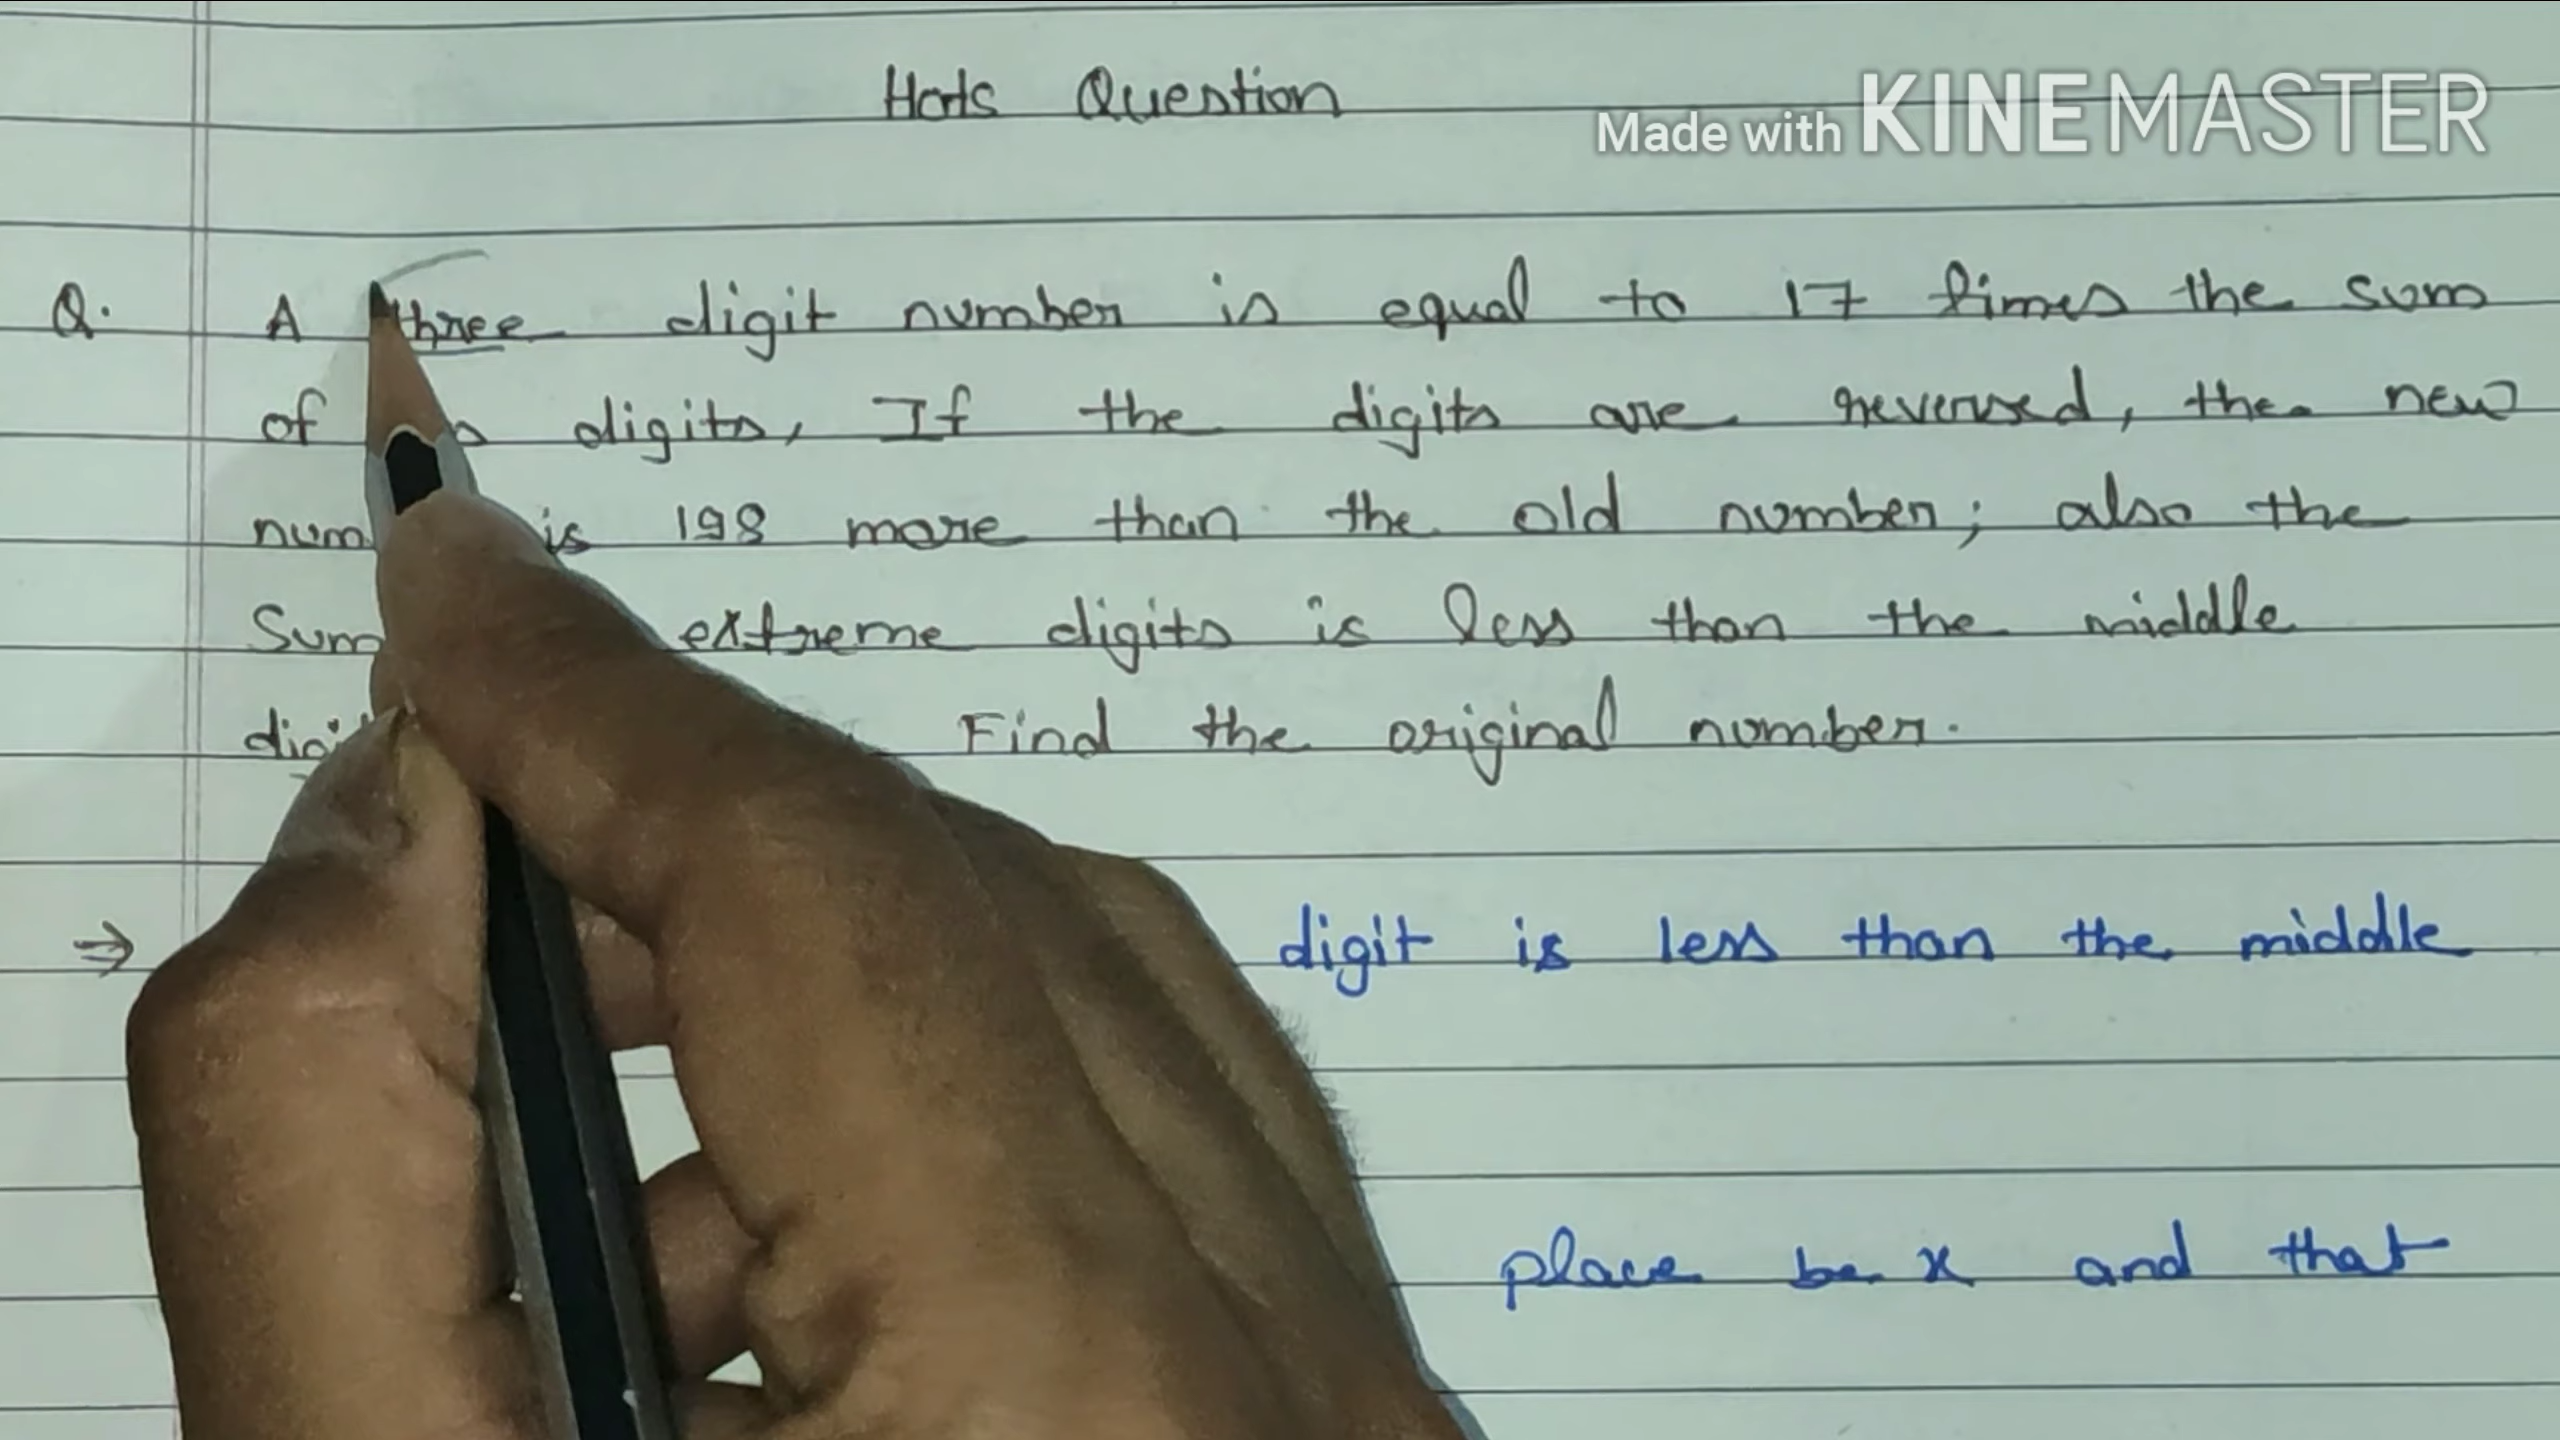 Hots Question
Made with KINEMASTER
Q. A three digit number is equal to 17 times the sum
of digits, If the digits are reversed, the new
num is 198 more than the old number; also the
Sum extreme digits is less than the middle
Find the original number.
⇒ digit is less than the middle
place be x and that